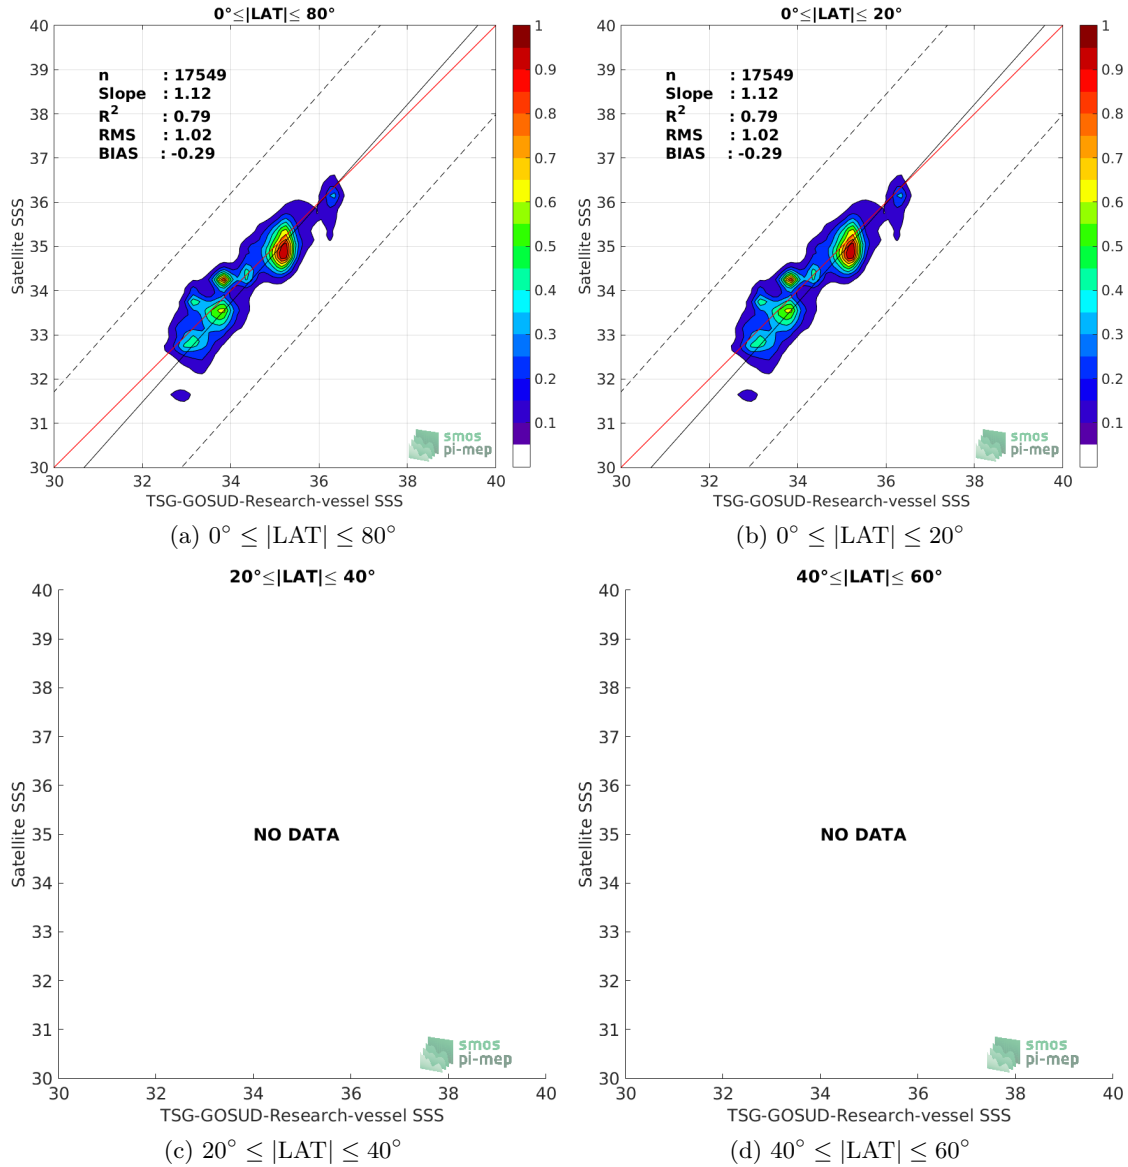 0°≤|LAT|≤ 80°
40
39
38
37
36
35
34
33
32
31
30
Satellite SSS
n : 17549
Slope : 1.12
R² : 0.79
RMS : 1.02
BIAS : -0.29
smos
pi-mep
30 32 34 36 38 40
TSG-GOSUD-Research-vessel SSS
1
0.9
0.8
0.7
0.6
0.5
0.4
0.3
0.2
0.1
(a) 0° ≤ |LAT| ≤ 80°
0°≤|LAT|≤ 20°
40
39
38
37
36
35
34
33
32
31
30
Satellite SSS
n : 17549
Slope : 1.12
R² : 0.79
RMS : 1.02
BIAS : -0.29
smos
pi-mep
30 32 34 36 38 40
TSG-GOSUD-Research-vessel SSS
1
0.9
0.8
0.7
0.6
0.5
0.4
0.3
0.2
0.1
(b) 0° ≤ |LAT| ≤ 20°
20°≤|LAT|≤ 40°
40
39
38
37
36
35
34
33
32
31
30
Satellite SSS
NO DATA
smos
pi-mep
30 32 34 36 38 40
TSG-GOSUD-Research-vessel SSS
(c) 20° ≤ |LAT| ≤ 40°
40°≤|LAT|≤ 60°
40
39
38
37
36
35
34
33
32
31
30
Satellite SSS
NO DATA
smos
pi-mep
30 32 34 36 38 40
TSG-GOSUD-Research-vessel SSS
(d) 40° ≤ |LAT| ≤ 60°